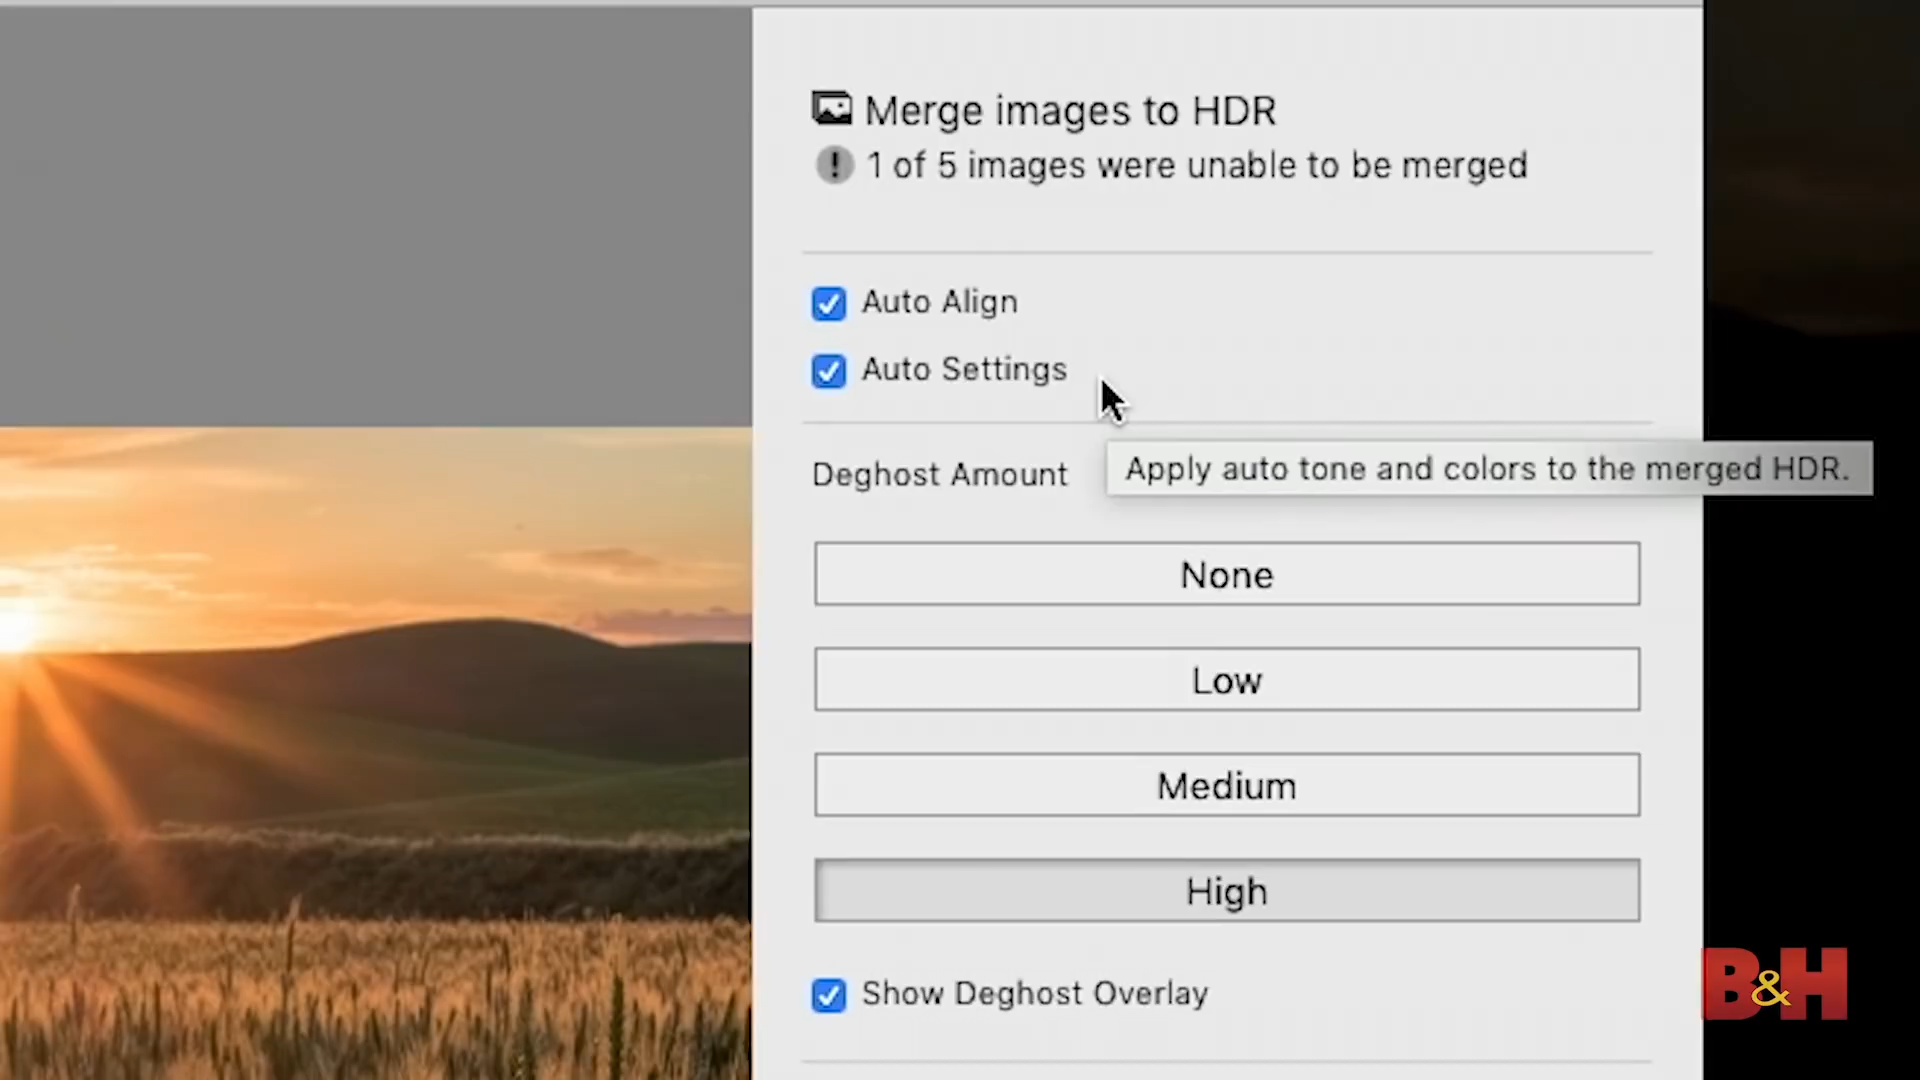 Merge images to HDR
! 1 of 5 images were unable to be merged
Auto Align
Auto Settings
Deghost Amount
Apply auto tone and colors to the merged HDR.
None
Low
Medium
High
Show Deghost Overlay
B&H